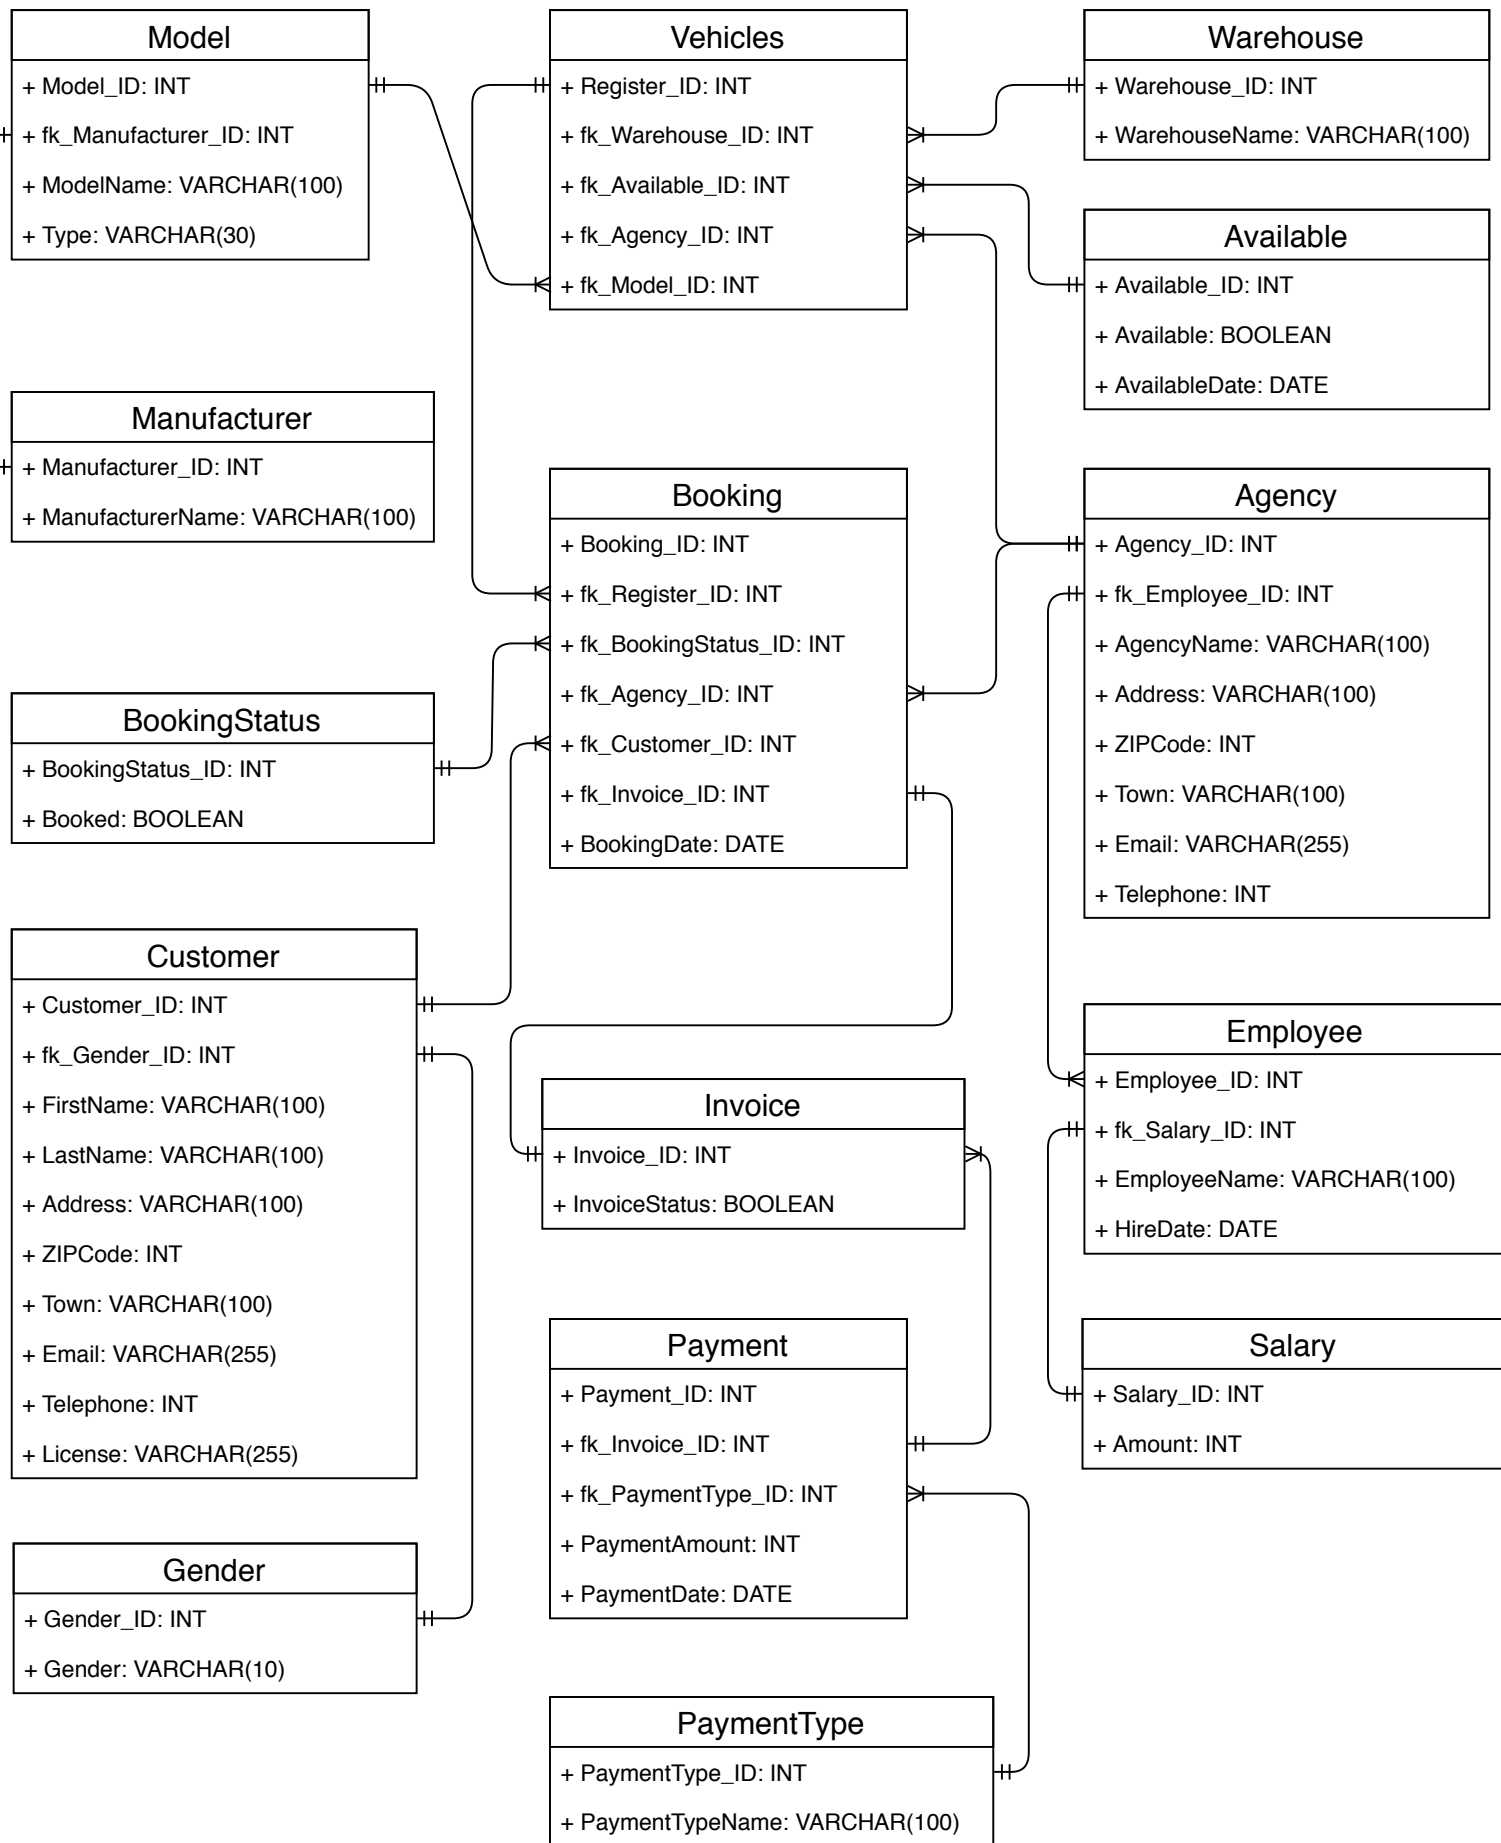 Model
+ Model_ID: INT
+ fk_Manufacturer_ID: INT
+ ModelName: VARCHAR(100)
+ Type: VARCHAR(30)
Vehicles
+ Register_ID: INT
+ fk_Warehouse_ID: INT
+ fk_Available_ID: INT
+ fk_Agency_ID: INT
+ fk_Model_ID: INT
Warehouse
+ Warehouse_ID: INT
+ WarehouseName: VARCHAR(100)
Available
+ Available_ID: INT
+ Available: BOOLEAN
+ AvailableDate: DATE
Manufacturer
+ Manufacturer_ID: INT
+ ManufacturerName: VARCHAR(100)
Booking
+ Booking_ID: INT
+ fk_Register_ID: INT
+ fk_BookingStatus_ID: INT
+ fk_Agency_ID: INT
+ fk_Customer_ID: INT
+ fk_Invoice_ID: INT
+ BookingDate: DATE
Agency
+ Agency_ID: INT
+ fk_Employee_ID: INT
+ AgencyName: VARCHAR(100)
+ Address: VARCHAR(100)
+ ZIPCode: INT
+ Town: VARCHAR(100)
+ Email: VARCHAR(255)
+ Telephone: INT
BookingStatus
+ BookingStatus_ID: INT
+ Booked: BOOLEAN
Customer
+ Customer_ID: INT
+ fk_Gender_ID: INT
+ FirstName: VARCHAR(100)
+ LastName: VARCHAR(100)
+ Address: VARCHAR(100)
+ ZIPCode: INT
+ Town: VARCHAR(100)
+ Email: VARCHAR(255)
+ Telephone: INT
+ License: VARCHAR(255)
Invoice
+ Invoice_ID: INT
+ InvoiceStatus: BOOLEAN
Employee
+ Employee_ID: INT
+ fk_Salary_ID: INT
+ EmployeeName: VARCHAR(100)
+ HireDate: DATE
Payment
+ Payment_ID: INT
+ fk_Invoice_ID: INT
+ fk_PaymentType_ID: INT
+ PaymentAmount: INT
+ PaymentDate: DATE
Salary
+ Salary_ID: INT
+ Amount: INT
Gender
+ Gender_ID: INT
+ Gender: VARCHAR(10)
PaymentType
+ PaymentType_ID: INT
+ PaymentTypeName: VARCHAR(100)